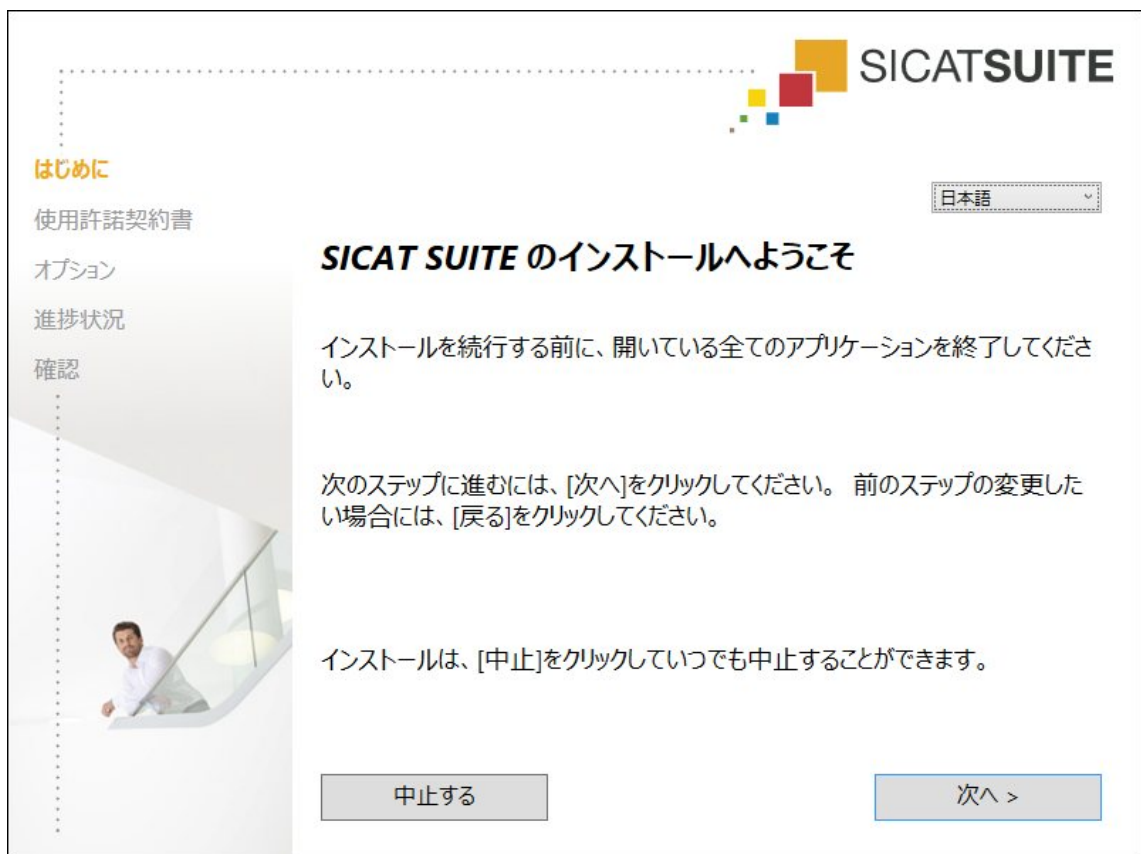 SICATSUITE
はじめに
使用許諾契約書
オプション
進捗状況
確認
日本語
SICAT SUITE のインストールへようこそ
インストールを続行する前に、開いている全てのアプリケーションを終了してくださ
い。
次のステップに進むには、[次へ]をクリックしてください。 前のステップの変更した
い場合には、[戻る]をクリックしてください。
インストールは、[中止]をクリックしていつでも中止することができます。
中止する
次へ >